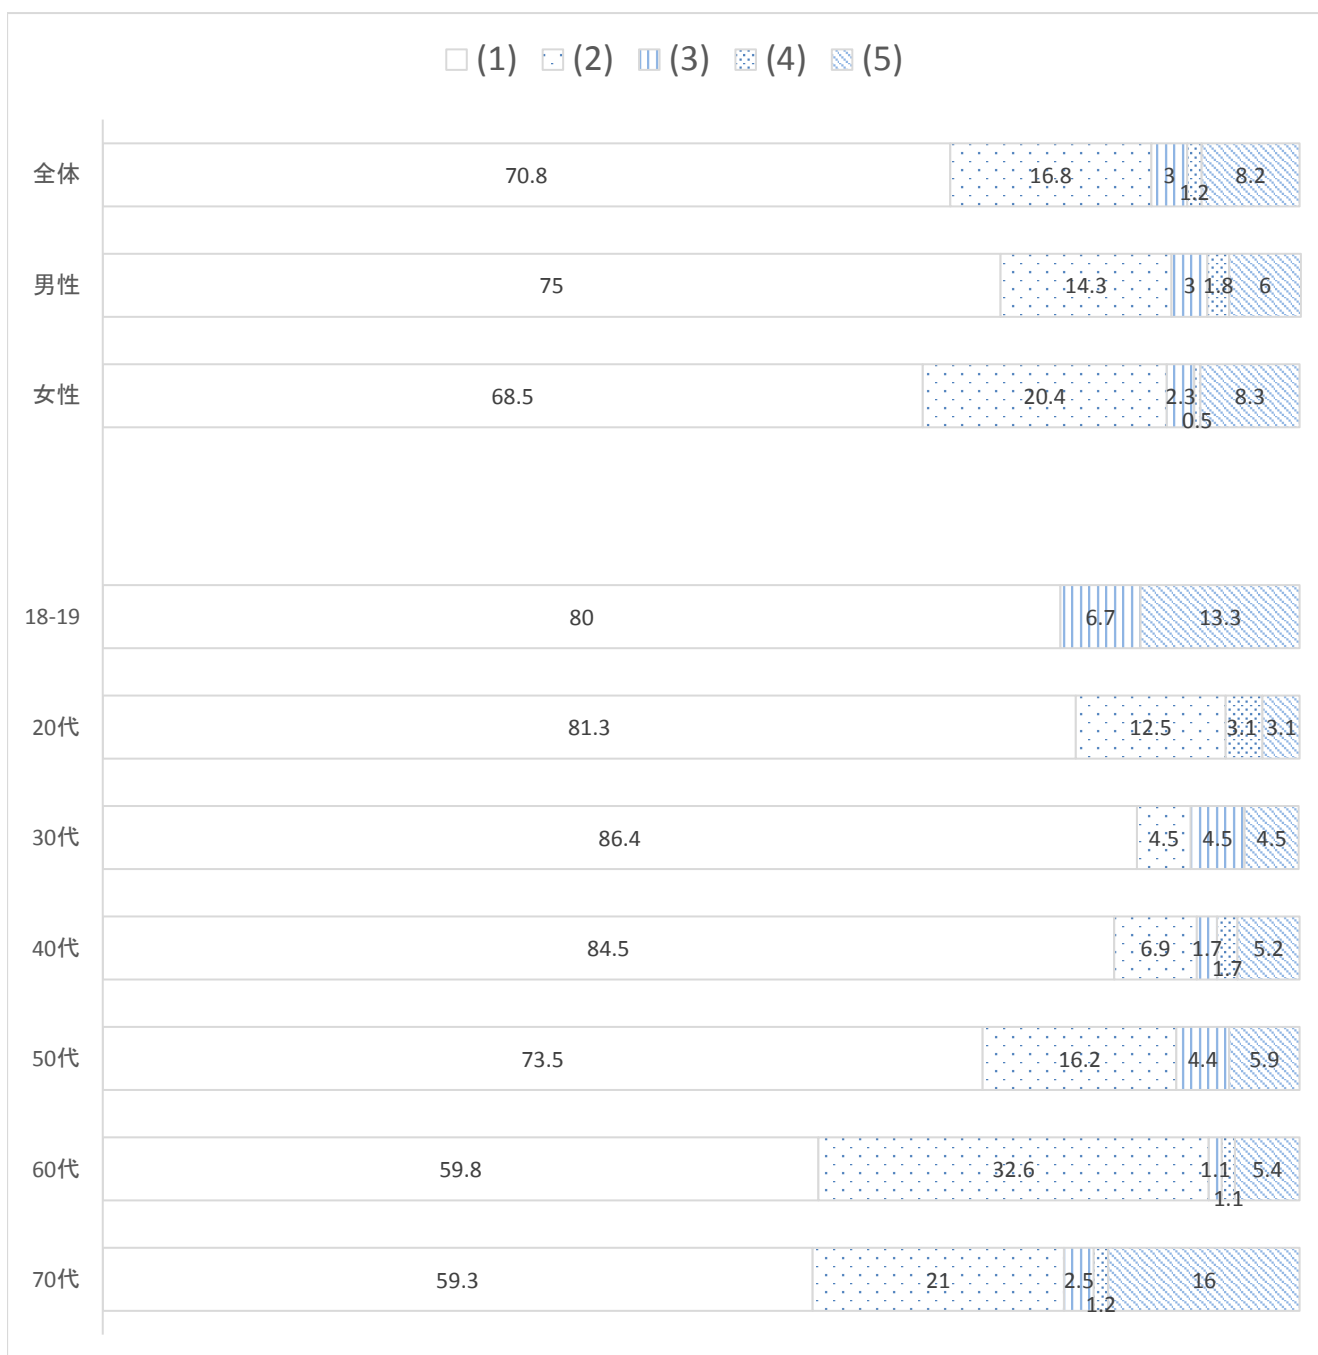 (1) (2) (3) (4) (5)
全体 70.8 16.8 3 1.2 8.2
男性 75 14.3 3 1.8 6
女性 68.5 20.4 2.3 0.5 8.3
18-19 80 6.7 13.3
20代 81.3 12.5 3.1 3.1
30代 86.4 4.5 4.5 4.5
40代 84.5 6.9 1.7 1.7 5.2
50代 73.5 16.2 4.4 5.9
60代 59.8 32.6 1.1 1.1 5.4
70代 59.3 21 2.5 1.2 16